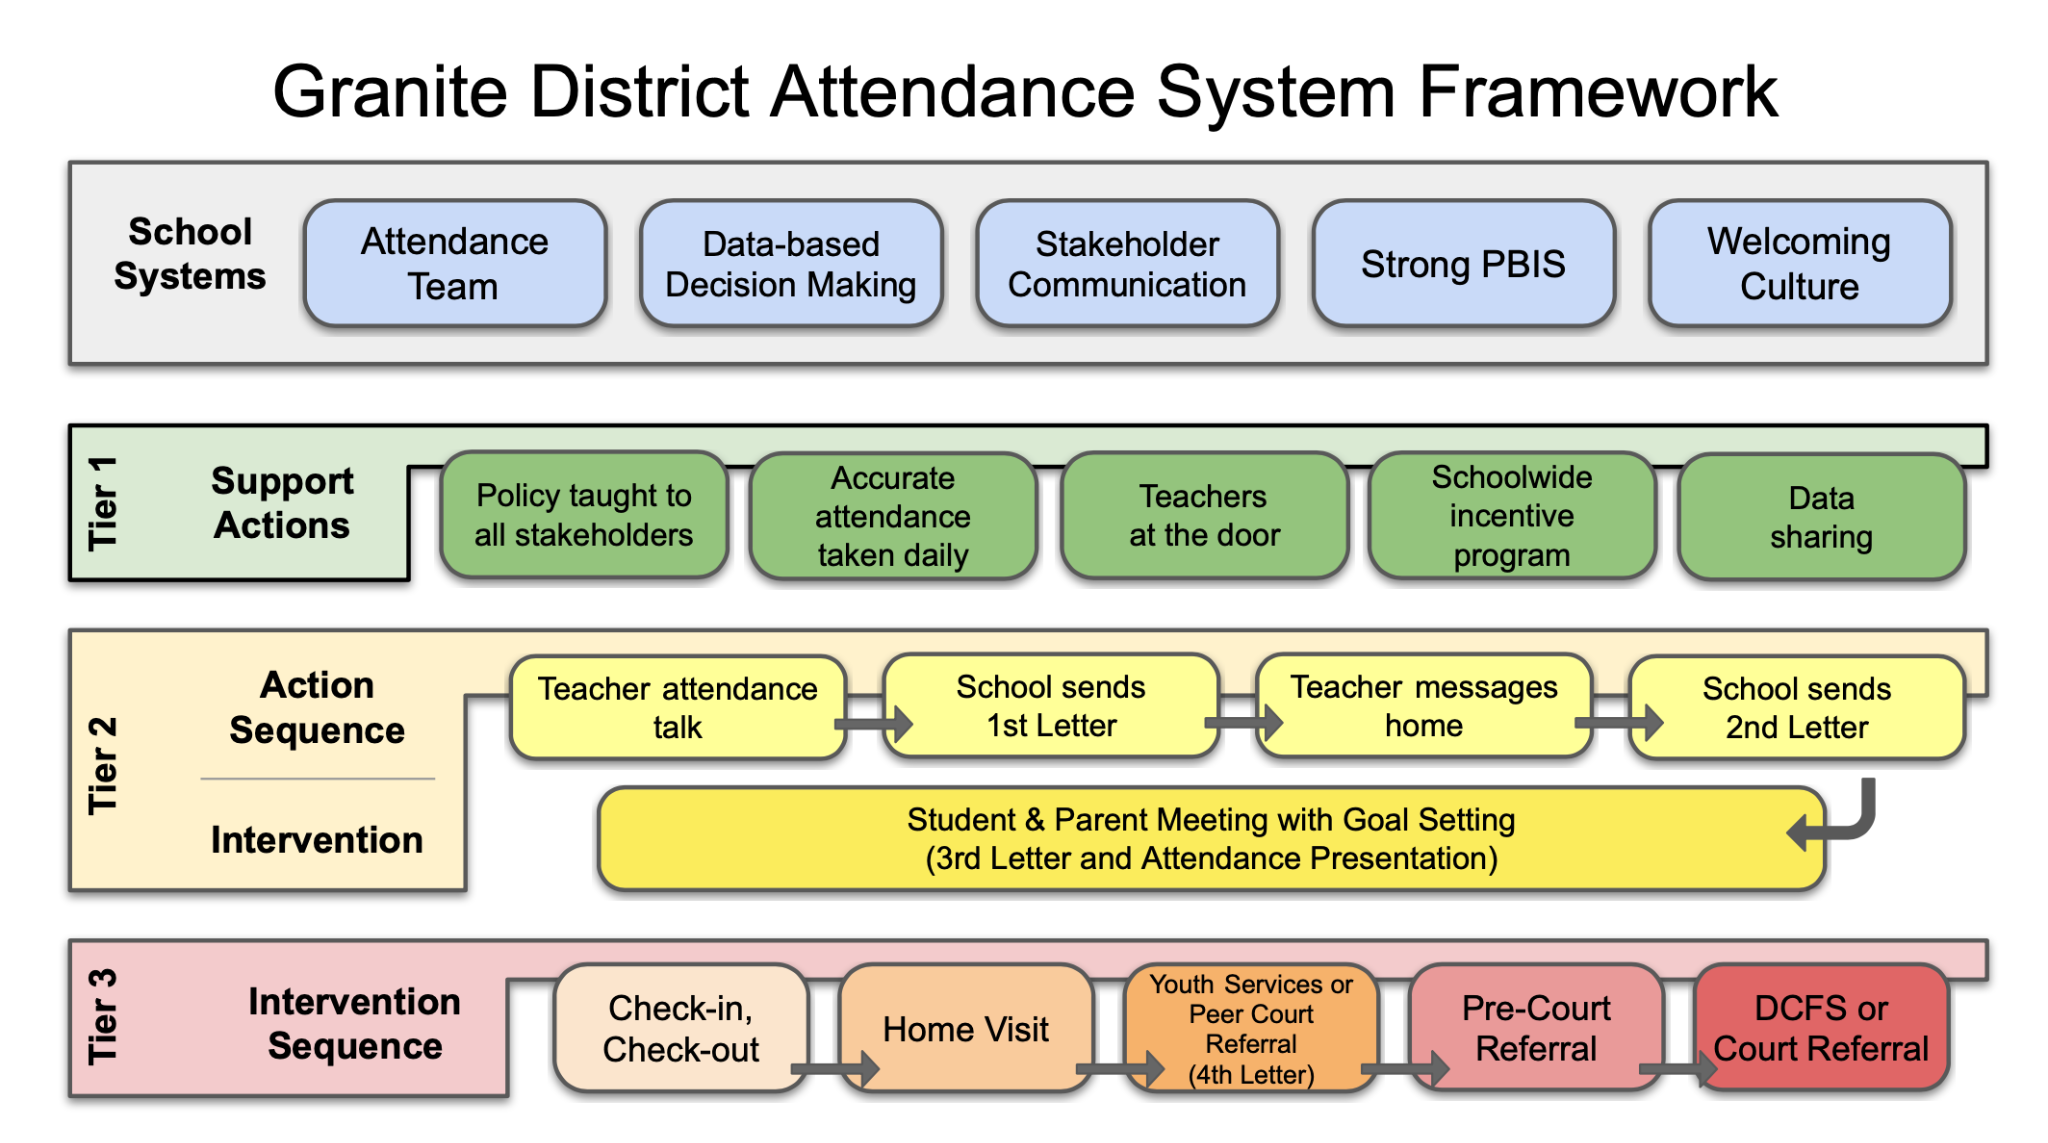 Granite District Attendance System Framework
School
Systems
Attendance
Team
Data-based
Decision Making
Stakeholder
Communication
Strong PBIS
Welcoming
Culture
Tier 1
Support
Actions
Policy taught to
all stakeholders
Accurate
attendance
taken daily
Teachers
at the door
Schoolwide
incentive
program
Data
sharing
Tier 2
Action
Sequence
Intervention
Teacher attendance
talk
School sends
1st Letter
Teacher messages
home
School sends
2nd Letter
Student & Parent Meeting with Goal Setting
(3rd Letter and Attendance Presentation)
Tier 3
Intervention
Sequence
Check-in,
Check-out
Home Visit
Youth Services or
Peer Court
Referral
(4th Letter)
Pre-Court
Referral
DCFS or
Court Referral